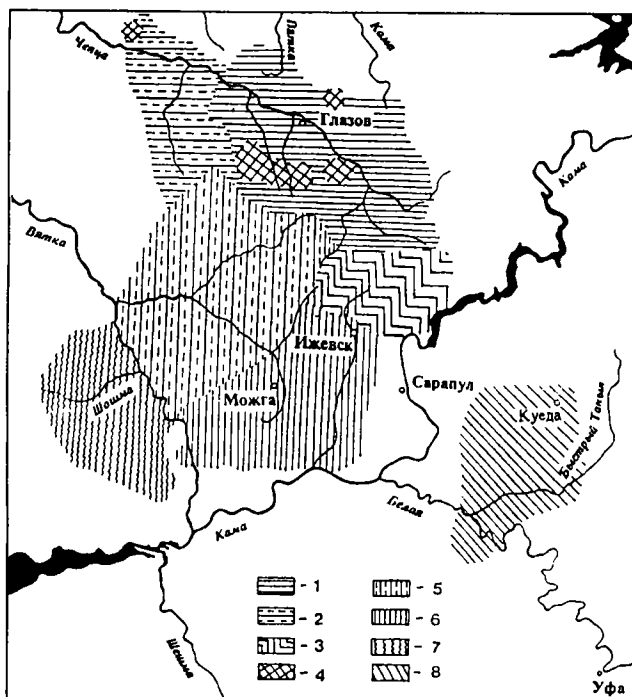 Чепца
Вятка
Кама
Глазов
Кама
Вятка
Ижевск
Можга
Сарапул
Шошма
Куеда
Быстрый Танып
Белая
Кама
Шешма
Уфа
- 1
- 2
- 3
- 4
- 5
- 6
- 7
- 8